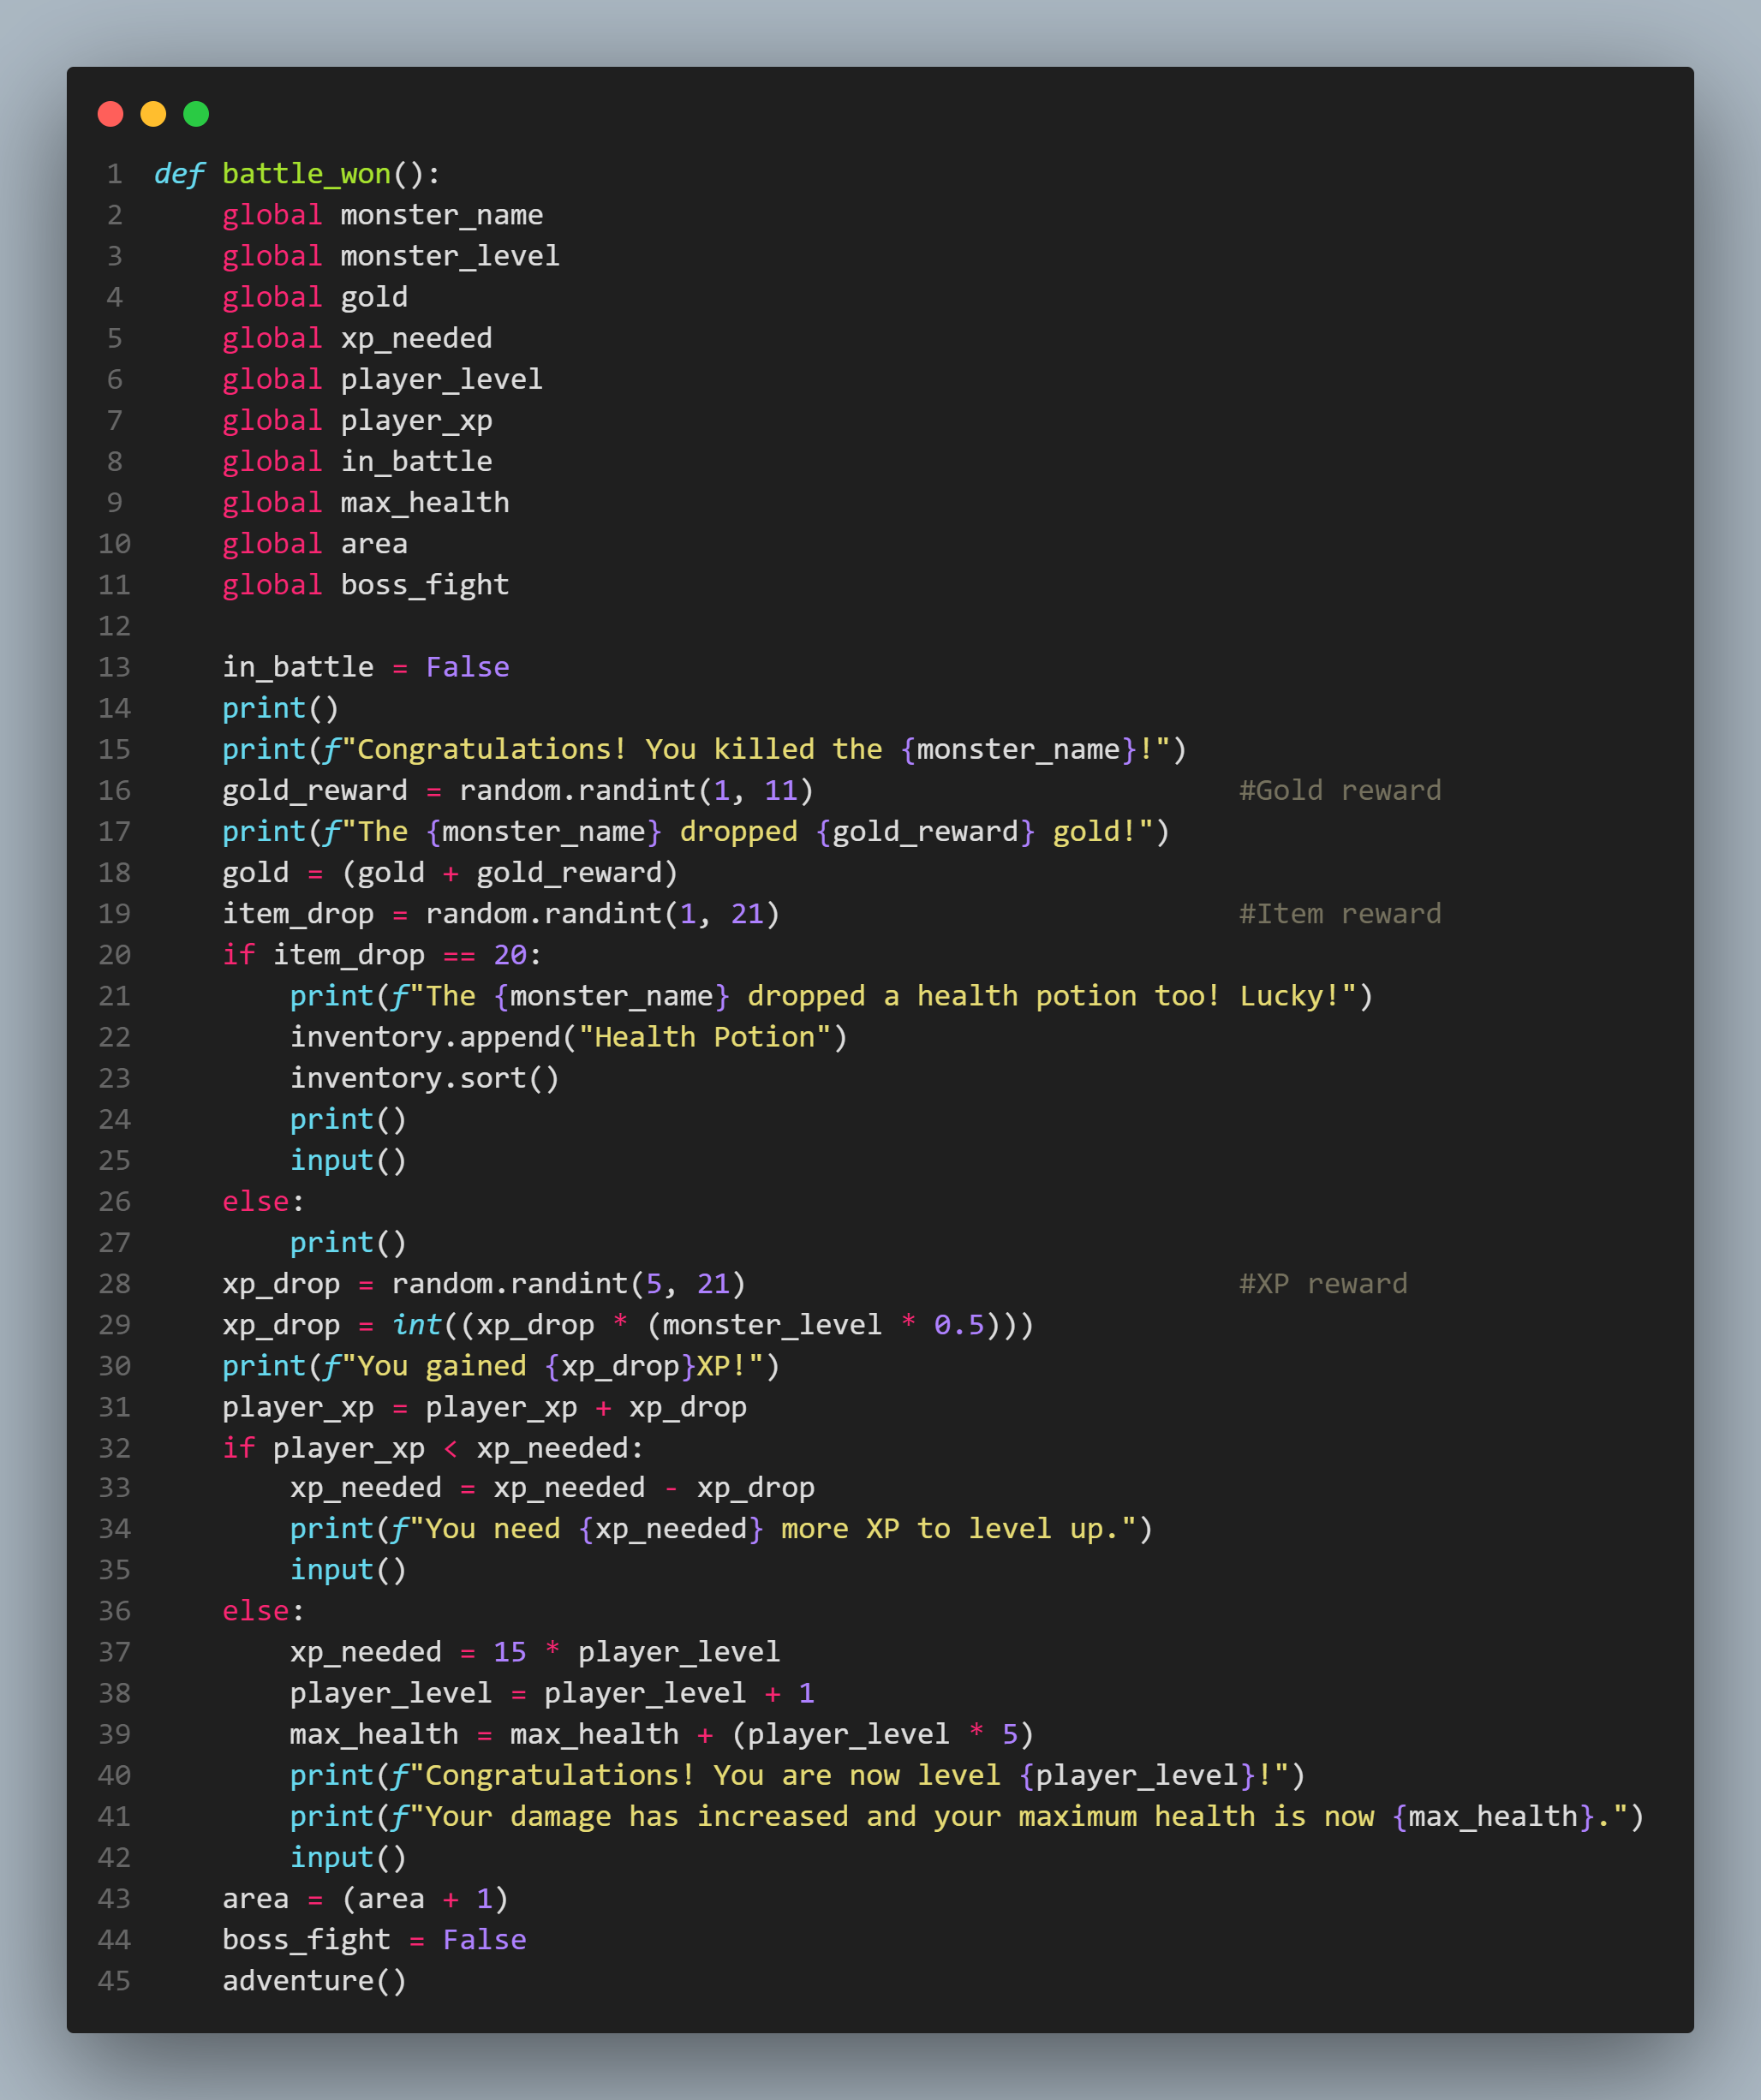 1 def battle_won():
2     global monster_name
3     global monster_level
4     global gold
5     global xp_needed
6     global player_level
7     global player_xp
8     global in_battle
9     global max_health
10     global area
11     global boss_fight
12
13     in_battle = False
14     print()
15     print(f"Congratulations! You killed the {monster_name}!")
16     gold_reward = random.randint(1, 11)                         #Gold reward
17     print(f"The {monster_name} dropped {gold_reward} gold!")
18     gold = (gold + gold_reward)
19     item_drop = random.randint(1, 21)                           #Item reward
20     if item_drop == 20:
21         print(f"The {monster_name} dropped a health potion too! Lucky!")
22         inventory.append("Health Potion")
23         inventory.sort()
24         print()
25         input()
26     else:
27         print()
28     xp_drop = random.randint(5, 21)                             #XP reward
29     xp_drop = int((xp_drop * (monster_level * 0.5)))
30     print(f"You gained {xp_drop}XP!")
31     player_xp = player_xp + xp_drop
32     if player_xp < xp_needed:
33         xp_needed = xp_needed - xp_drop
34         print(f"You need {xp_needed} more XP to level up.")
35         input()
36     else:
37         xp_needed = 15 * player_level
38         player_level = player_level + 1
39         max_health = max_health + (player_level * 5)
40         print(f"Congratulations! You are now level {player_level}!")
41         print(f"Your damage has increased and your maximum health is now {max_health}.")
42         input()
43     area = (area + 1)
44     boss_fight = False
45     adventure()